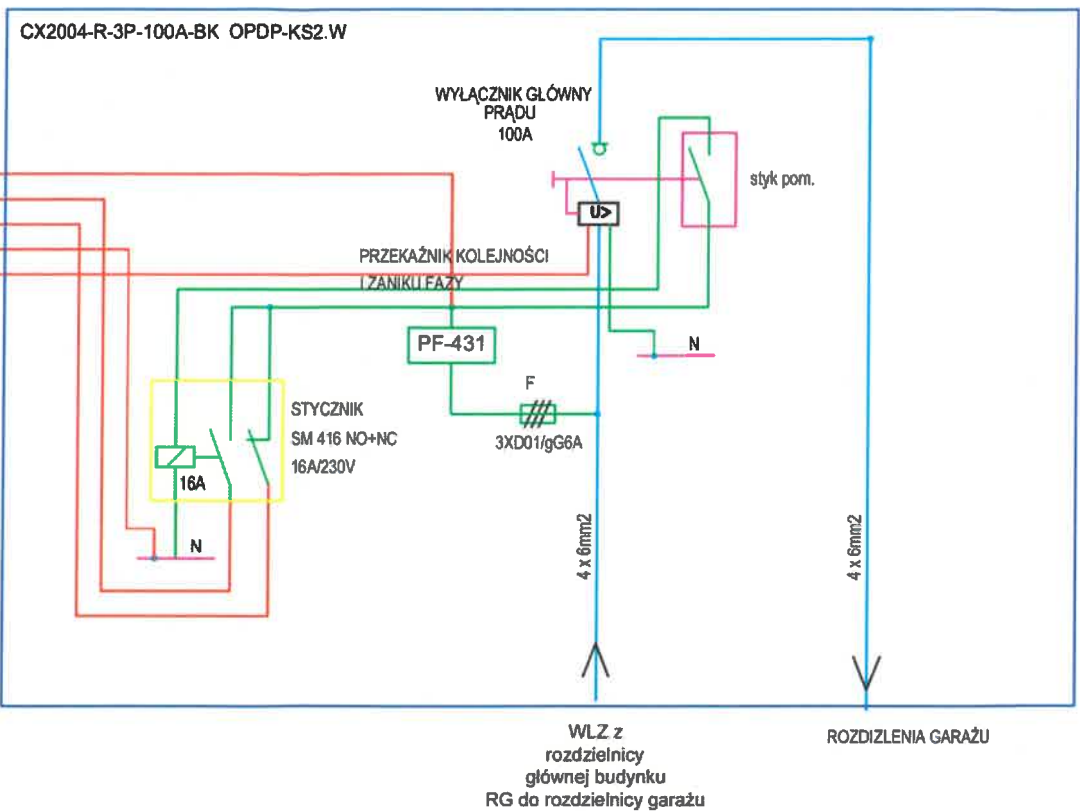 CX2004-R-3P-100A-BK OPDP-KS2.W
WYŁĄCZNIK GŁÓWNY
PRĄDU
100A
styk pom.
U>
PRZEKAŹNIK KOLEJNOŚCI
I ZANIKU FAZY
PF-431
N
F
3XD01/gG6A
STYCZNIK
SM 416 NO+NC
16A/230V
16A
N
4 x 6mm2
4 x 6mm2
WLZ z
rozdzielnicy
głównej budynku
RG do rozdzielnicy garażu
ROZDIZLENIA GARAŻU